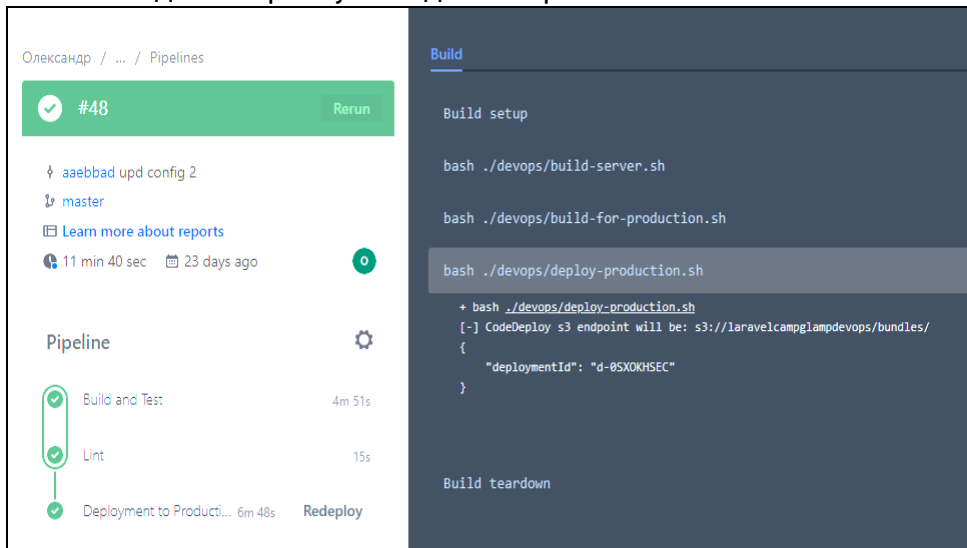 Олександр / ... / Pipelines
#48
Rerun
aaebbad upd config 2
master
Learn more about reports
11 min 40 sec 23 days ago
O
Pipeline
Build and Test 4m 51s
Lint 15s
Deployment to Producti... 6m 48s Redeploy
Build
Build setup
bash ./devops/build-server.sh
bash ./devops/build-for-production.sh
bash ./devops/deploy-production.sh
+ bash ./devops/deploy-production.sh
[-] CodeDeploy s3 endpoint will be: s3://laravelcampglampdevops/bundles/
{
"deploymentId": "d-0SXOKHSEC"
}
Build teardown